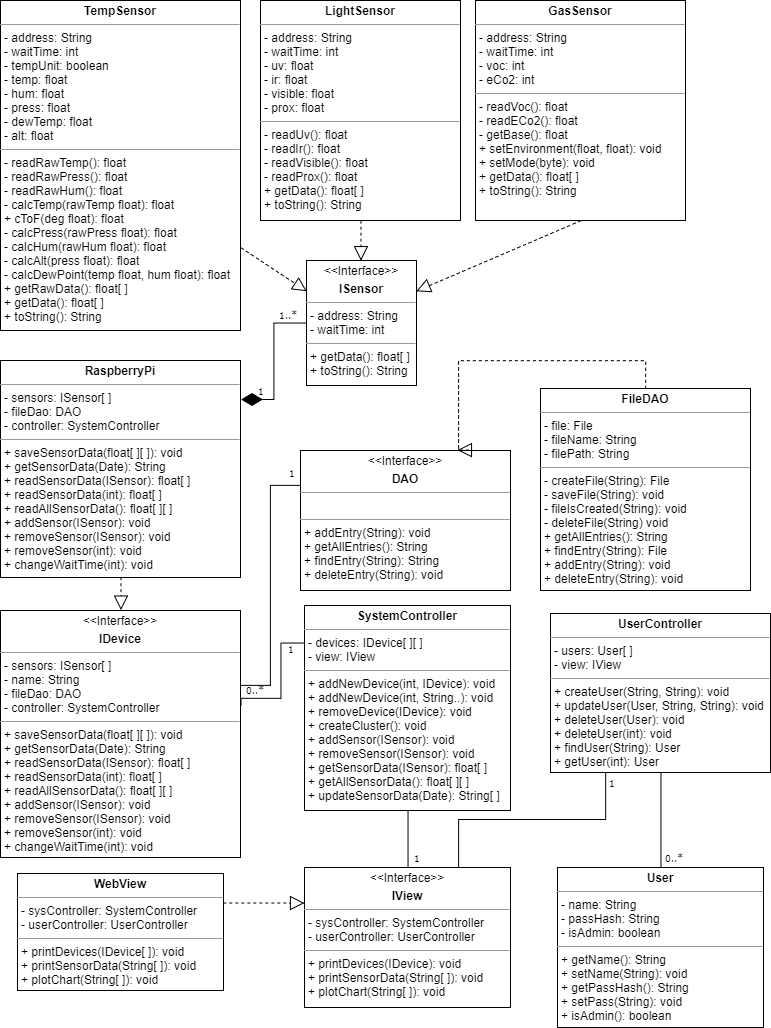 TempSensor
- address: String
- waitTime: int
- tempUnit: boolean
- temp: float
- hum: float
- press: float
- dewTemp: float
- alt: float
- readRawTemp(): float
- readRawPress(): float
- readRawHum(): float
- calcTemp(rawTemp float): float
+ cToF(deg float): float
- calcPress(rawPress float): float
- calcHum(rawHum float): float
- calcAlt(press float): float
- calcDewPoint(temp float, hum float): float
+ getRawData(): float[ ]
+ getData(): float[ ]
+ toString(): String
LightSensor
- address: String
- waitTime: int
- uv: float
- ir: float
- visible: float
- prox: float
- readUv(): float
- readIr(): float
- readVisible(): float
- readProx(): float
+ getData(): float[ ]
+ toString(): String
GasSensor
- address: String
- waitTime: int
- voc: int
- eCo2: int
- readVoc(): float
- readECo2(): float
- getBase(): float
+ setEnvironment(float, float): void
+ setMode(byte): void
+ getData(): float[ ]
+ toString(): String
<<Interface>>
ISensor
- address: String
- waitTime: int
+ getData(): float[ ]
+ toString(): String
1..*
1
RaspberryPi
- sensors: ISensor[ ]
- fileDao: DAO
- controller: SystemController
+ saveSensorData(float[ ][ ]): void
+ getSensorData(Date): String
+ readSensorData(ISensor): float[ ]
+ readSensorData(int): float[ ]
+ readAllSensorData(): float[ ][ ]
+ addSensor(ISensor): void
+ removeSensor(ISensor): void
+ removeSensor(int): void
+ changeWaitTime(int): void
<<Interface>>
DAO
+ addEntry(String): void
+ getAllEntries(): String
+ findEntry(String): String
+ deleteEntry(String): void
1
FileDAO
- file: File
- fileName: String
- filePath: String
- createFile(String): File
- saveFile(String): void
- fileIsCreated(String): void
- deleteFile(String) void
+ getAllEntries(): String
+ findEntry(String): File
+ addEntry(String): void
+ deleteEntry(String): void
<<Interface>>
IDevice
- sensors: ISensor[ ]
- name: String
- fileDao: DAO
- controller: SystemController
+ saveSensorData(float[ ][ ]): void
+ getSensorData(Date): String
+ readSensorData(ISensor): float[ ]
+ readSensorData(int): float[ ]
+ readAllSensorData(): float[ ][ ]
+ addSensor(ISensor): void
+ removeSensor(ISensor): void
+ removeSensor(int): void
+ changeWaitTime(int): void
0..*
1
SystemController
- devices: IDevice[ ][ ]
- view: IView
+ addNewDevice(int, IDevice): void
+ addNewDevice(int, String..): void
+ removeDevice(IDevice): void
+ createCluster(): void
+ addSensor(ISensor): void
+ removeSensor(ISensor): void
+ getSensorData(ISensor): float[ ]
+ getAllSensorData(): float[ ][ ]
+ updateSensorData(Date): String[ ]
UserController
- users: User[ ]
- view: IView
+ createUser(String, String): void
+ updateUser(User, String, String): void
+ deleteUser(User): void
+ deleteUser(int): void
+ findUser(String): User
+ getUser(int): User
1
1
0..*
WebView
- sysController: SystemController
- userController: UserController
+ printDevices(IDevice[ ]): void
+ printSensorData(String[ ]): void
+ plotChart(String[ ]): void
<<Interface>>
IView
- sysController: SystemController
- userController: UserController
+ printDevices(IDevice): void
+ printSensorData(String[ ]): void
+ plotChart(String[ ]): void
User
- name: String
- passHash: String
- isAdmin: boolean
+ getName(): String
+ setName(String): void
+ getPassHash(): String
+ setPass(String): void
+ isAdmin(): boolean